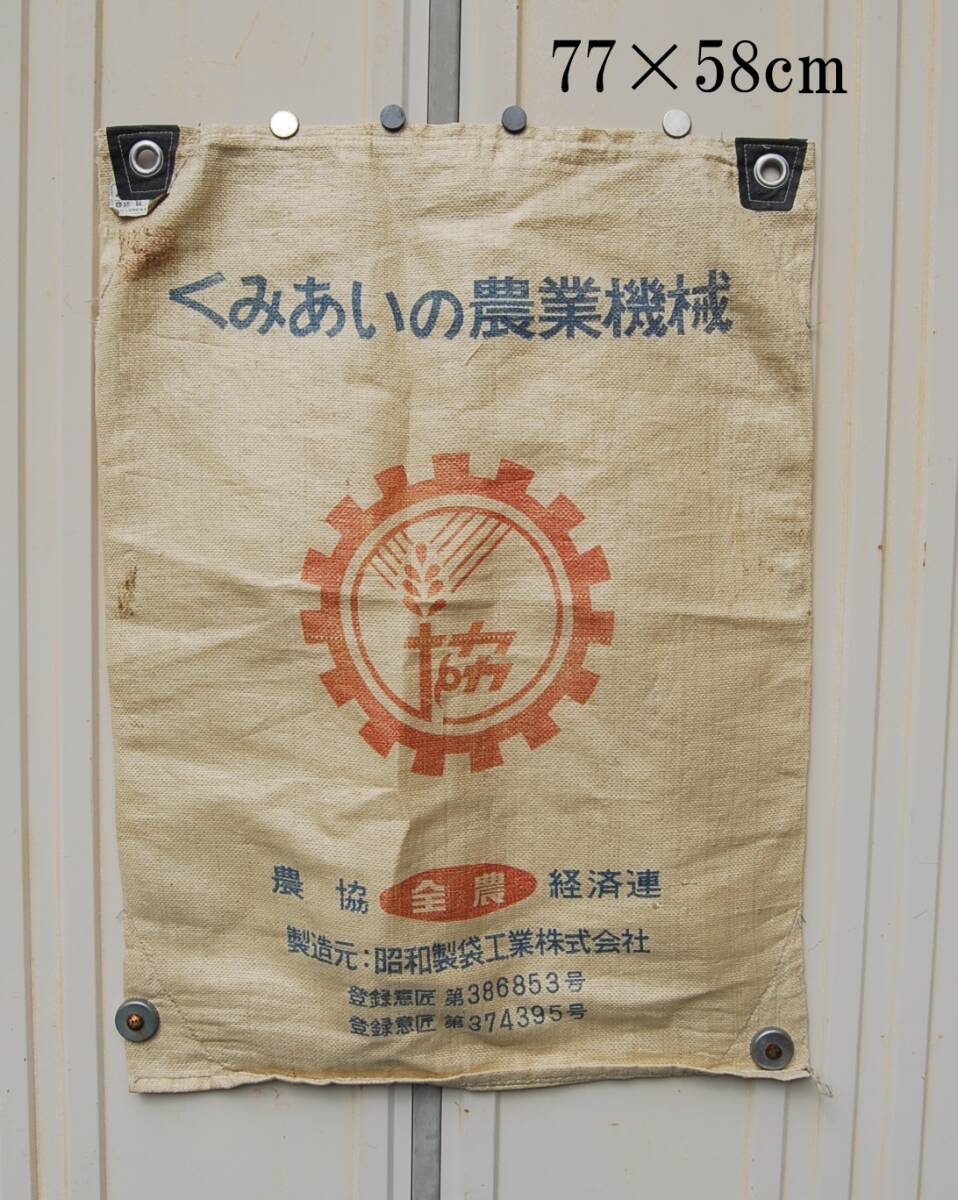 77×58cm
くみあいの農業機械
協
農協 全農 経済連
製造元:昭和製袋工業株式会社
登録意匠 第386853号
登録意匠 第374395号